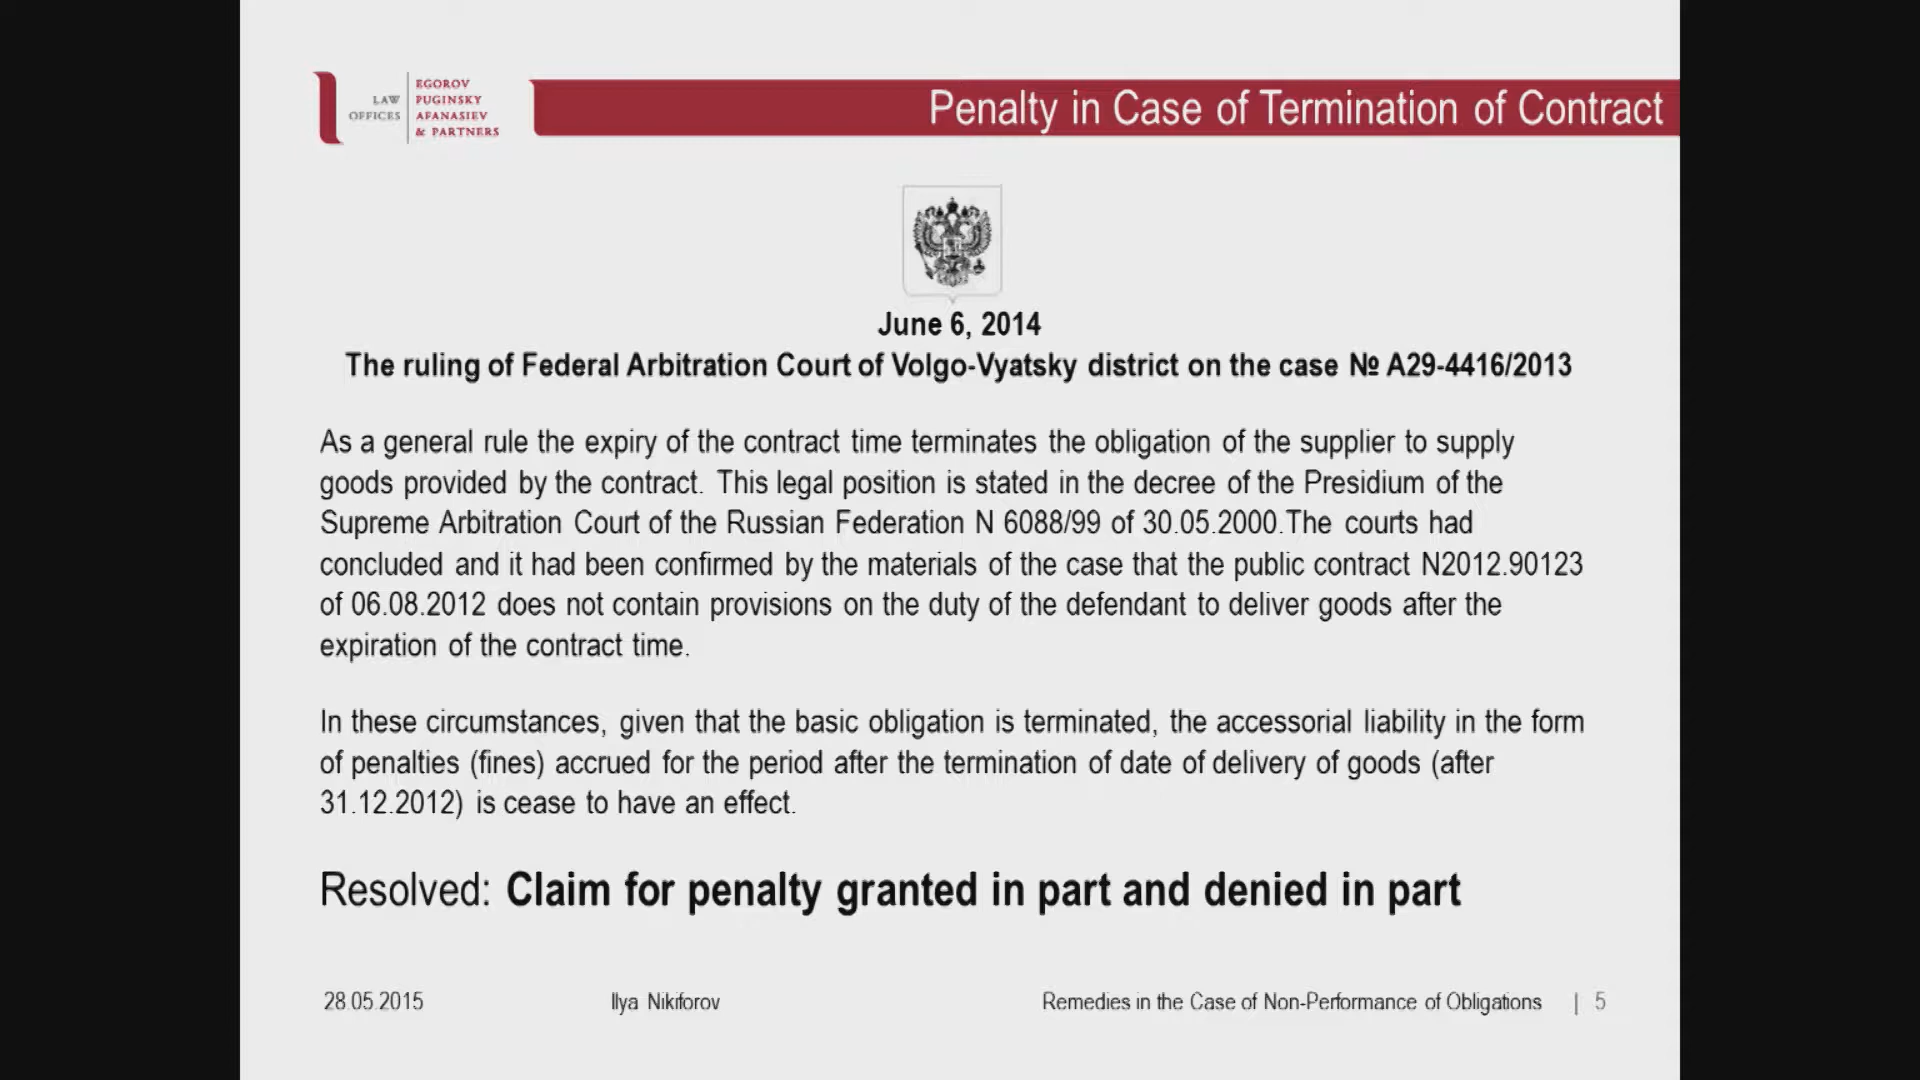 LAW OFFICES
EGOROV
PUGINSKY
AFANASIEV
& PARTNERS
Penalty in Case of Termination of Contract
June 6, 2014
The ruling of Federal Arbitration Court of Volgo-Vyatsky district on the case № A29-4416/2013
As a general rule the expiry of the contract time terminates the obligation of the supplier to supply
goods provided by the contract. This legal position is stated in the decree of the Presidium of the
Supreme Arbitration Court of the Russian Federation N 6088/99 of 30.05.2000.The courts had
concluded and it had been confirmed by the materials of the case that the public contract N2012.90123
of 06.08.2012 does not contain provisions on the duty of the defendant to deliver goods after the
expiration of the contract time.
In these circumstances, given that the basic obligation is terminated, the accessorial liability in the form
of penalties (fines) accrued for the period after the termination of date of delivery of goods (after
31.12.2012) is cease to have an effect.
Resolved: Claim for penalty granted in part and denied in part
28.05.2015 Ilya Nikiforov Remedies in the Case of Non-Performance of Obligations | 5